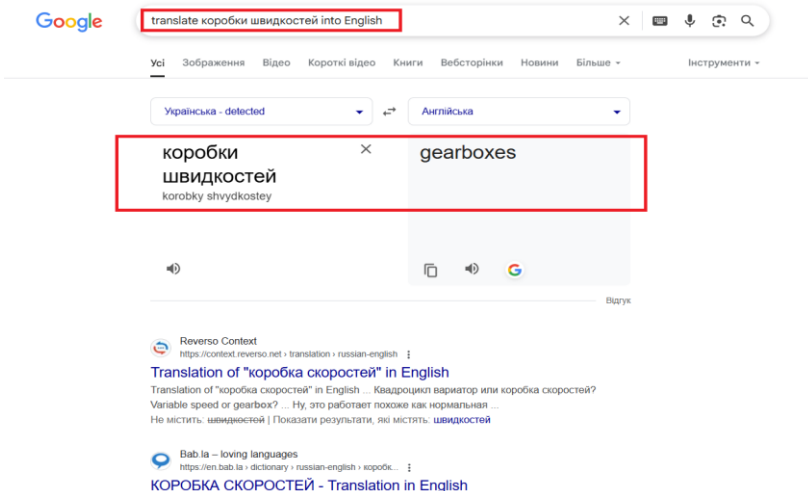 Google
translate коробки швидкостей into English
Усі Зображення Відео Короткі відео Книги Вебсторінки Новини Більше Інструменти
Українська - detected
Англійська
коробки
швидкостей
korobky shvydkostey
gearboxes
Відгук
Reverso Context
https://context.reverso.net › translation › russian-english
Translation of "коробка скоростей" in English
Translation of "коробка скоростей" in English ... Квадроцикл вариатор или коробка скоростей?
Variable speed or gearbox? ... Ну, это работает похоже как нормальная ...
Не містить: швидкостей | Показати результати, які містять: швидкостей
Bab.la – loving languages
https://en.bab.la › dictionary › russian-english › коробк...
КОРОБКА СКОРОСТЕЙ - Translation in English